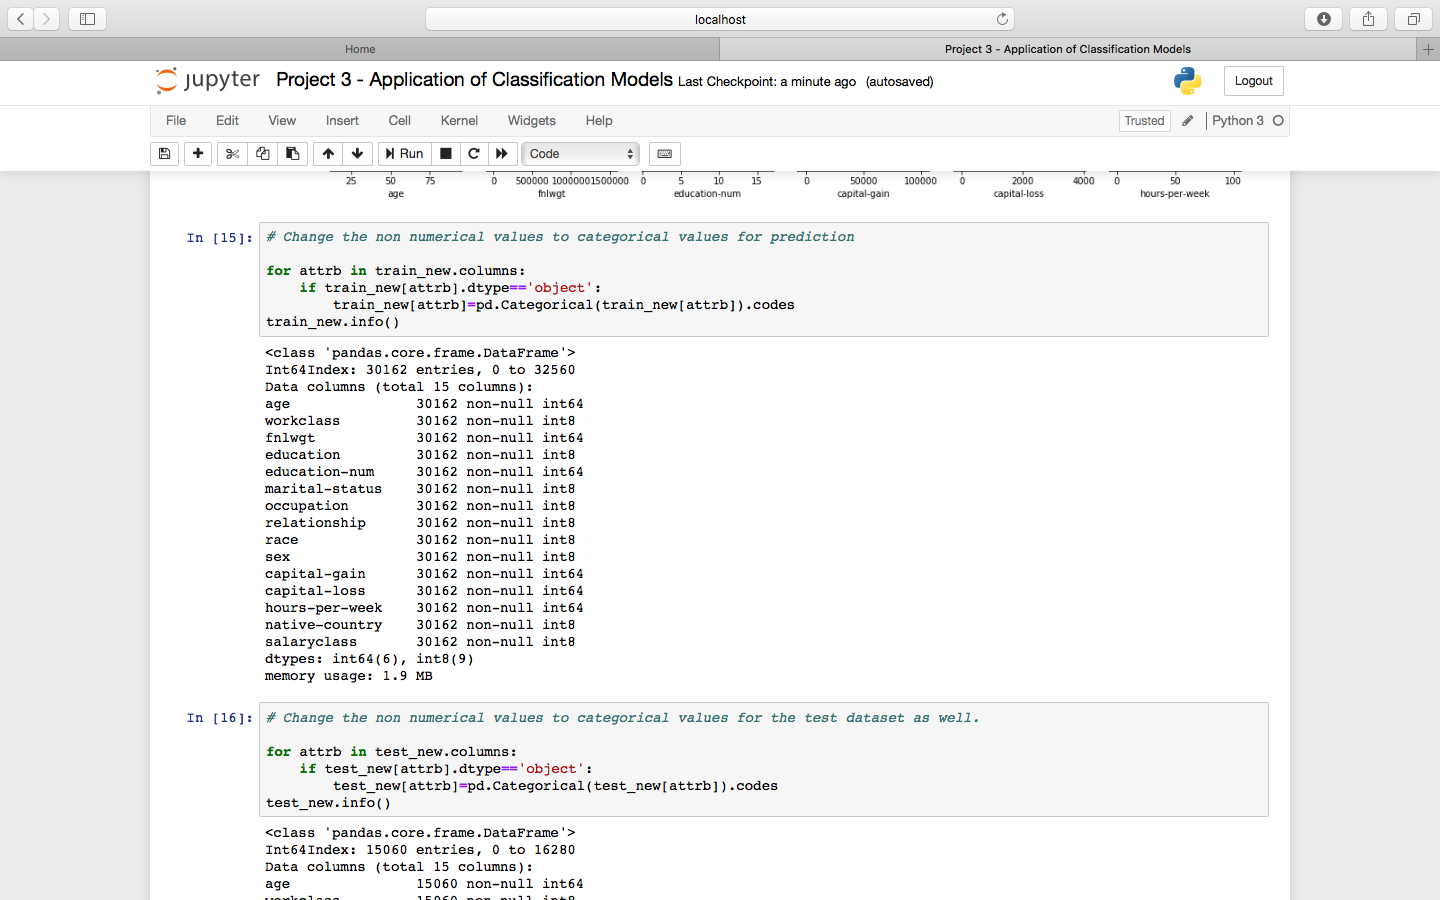 localhost
Home
Project 3 - Application of Classification Models
jupyter Project 3 - Application of Classification Models Last Checkpoint: a minute ago (autosaved)
Logout
File Edit View Insert Cell Kernel Widgets Help
Trusted
Python 3
Run
Code
25 50 75
0 500000 1000000 1500000
0 5 10 15
0 50000 100000
0 2000 4000
0 50 100
age
fnlwgt
education-num
capital-gain
capital-loss
hours-per-week
In [15]:
# Change the non numerical values to categorical values for prediction
for attrb in train_new.columns:
    if train_new[attrb].dtype=='object':
        train_new[attrb]=pd.Categorical(train_new[attrb]).codes
train_new.info()
<class 'pandas.core.frame.DataFrame'>
Int64Index: 30162 entries, 0 to 32560
Data columns (total 15 columns):
age               30162 non-null int64
workclass         30162 non-null int8
fnlwgt            30162 non-null int64
education         30162 non-null int8
education-num     30162 non-null int64
marital-status    30162 non-null int8
occupation        30162 non-null int8
relationship      30162 non-null int8
race              30162 non-null int8
sex               30162 non-null int8
capital-gain      30162 non-null int64
capital-loss      30162 non-null int64
hours-per-week    30162 non-null int64
native-country    30162 non-null int8
salaryclass       30162 non-null int8
dtypes: int64(6), int8(9)
memory usage: 1.9 MB
In [16]:
# Change the non numerical values to categorical values for the test dataset as well.
for attrb in test_new.columns:
    if test_new[attrb].dtype=='object':
        test_new[attrb]=pd.Categorical(test_new[attrb]).codes
test_new.info()
<class 'pandas.core.frame.DataFrame'>
Int64Index: 15060 entries, 0 to 16280
Data columns (total 15 columns):
age               15060 non-null int64